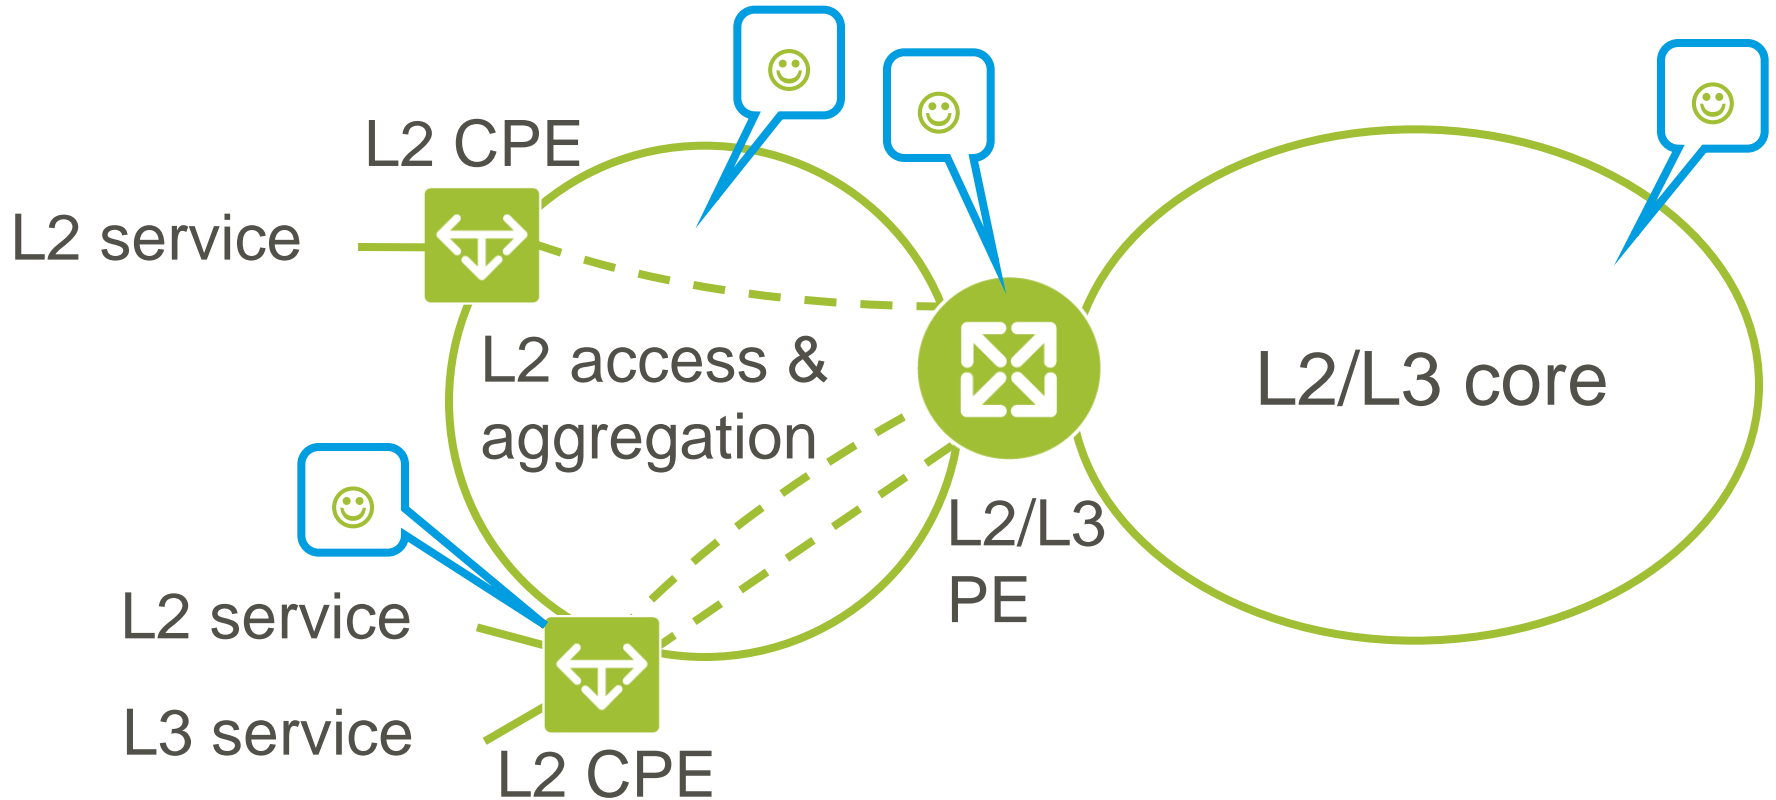 L2 CPE
L2 service
L2 access &
aggregation
L2/L3 core
L2/L3
PE
L2 service
L3 service
L2 CPE